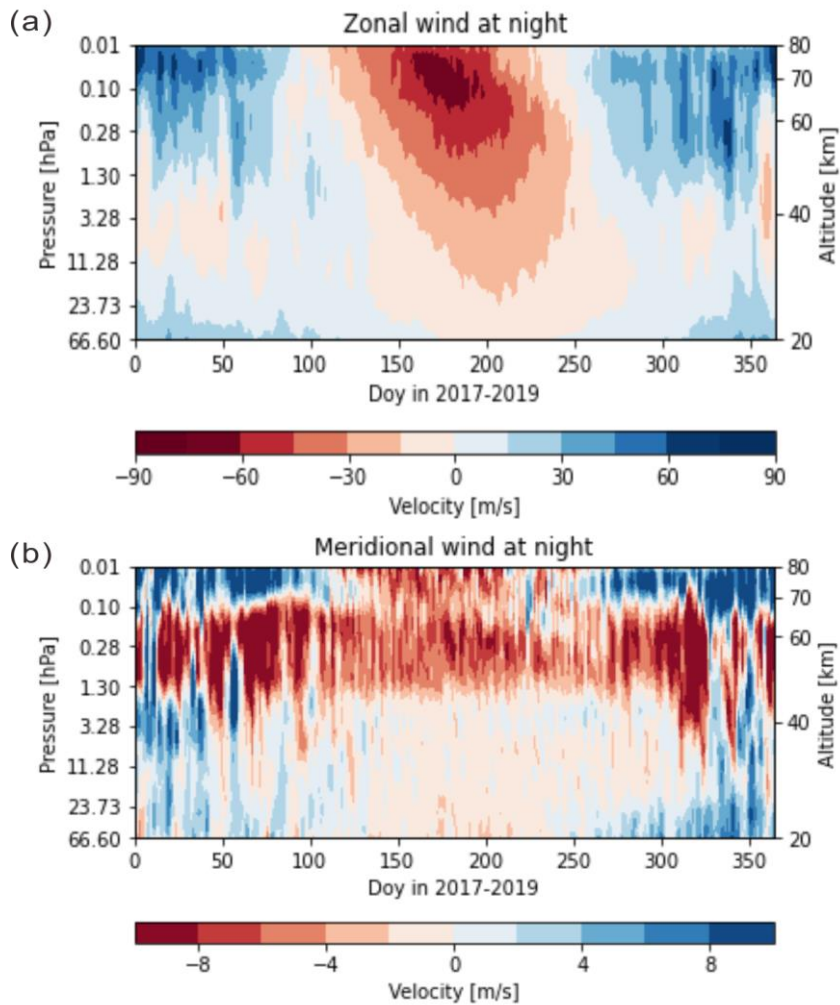 (a)
Zonal wind at night
0.01
0.10
0.28
1.30
3.28
11.28
23.73
66.60
Pressure [hPa]
80
70
60
40
20
Altitude [km]
0 50 100 150 200 250 300 350
Doy in 2017-2019
−90 −60 −30 0 30 60 90
Velocity [m/s]
(b)
Meridional wind at night
0.01
0.10
0.28
1.30
3.28
11.28
23.73
66.60
Pressure [hPa]
80
70
60
40
20
Altitude [km]
0 50 100 150 200 250 300 350
Doy in 2017-2019
−8 −4 0 4 8
Velocity [m/s]